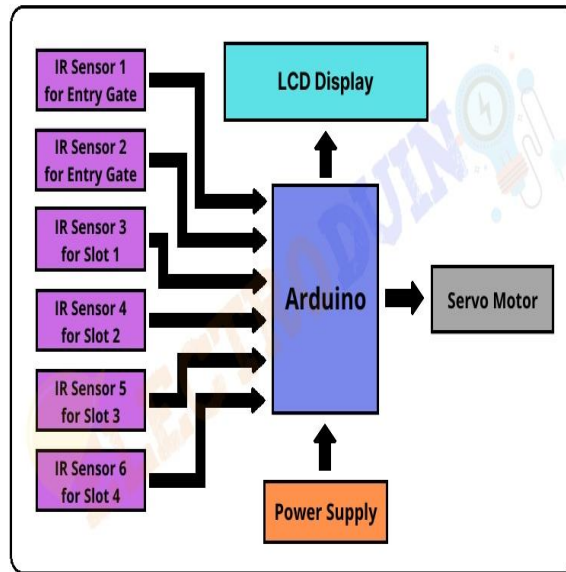 IR Sensor 1
for Entry Gate
LCD Display
IR Sensor 2
for Entry Gate
IR Sensor 3
for Slot 1
Arduino
Servo Motor
IR Sensor 4
for Slot 2
IR Sensor 5
for Slot 3
IR Sensor 6
for Slot 4
Power Supply